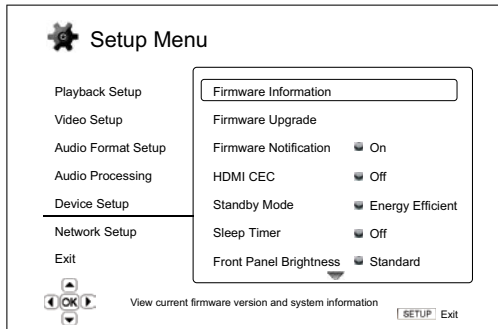 Setup Menu
Playback Setup
Video Setup
Audio Format Setup
Audio Processing
Device Setup
Network Setup
Exit
Firmware Information
Firmware Upgrade
Firmware Notification On
HDMI CEC Off
Standby Mode Energy Efficient
Sleep Timer Off
Front Panel Brightness Standard
OK
View current firmware version and system information
SETUP Exit